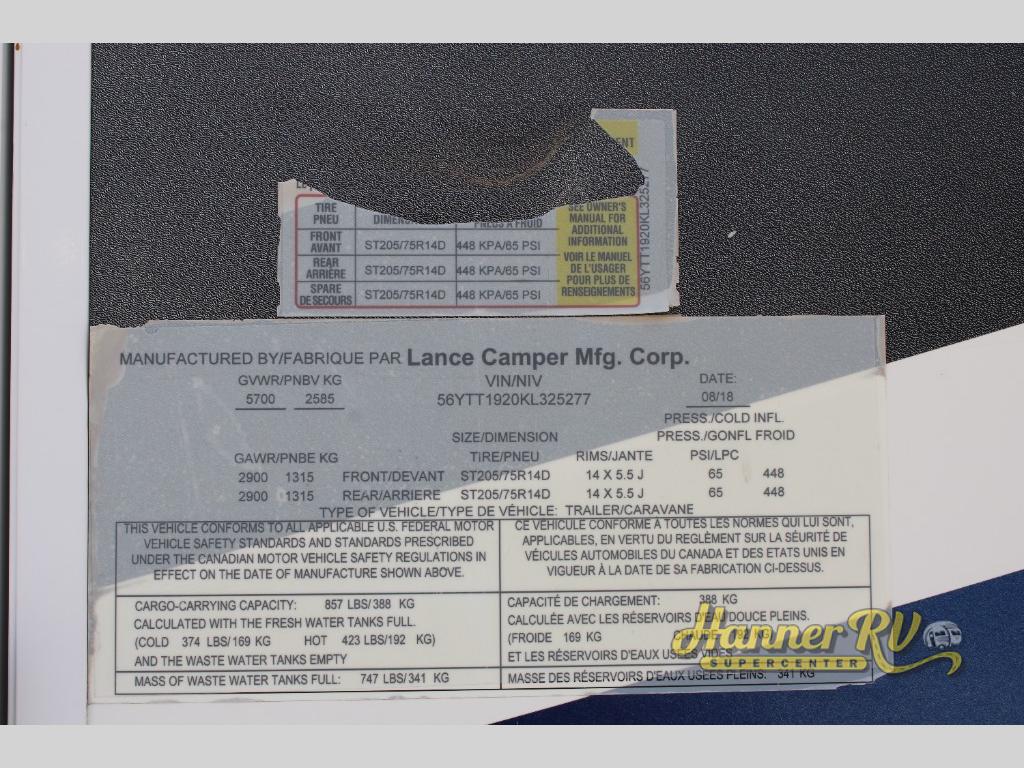 ENT
TIRE
PNEU
PNEUS À FROID
FRONT
AVANT
ST205/75R14D
448 KPA/65 PSI
REAR
ARRIÈRE
ST205/75R14D
448 KPA/65 PSI
SPARE
DE SECOURS
ST205/75R14D
448 KPA/65 PSI
SEE OWNER'S
MANUAL FOR
ADDITIONAL
INFORMATION
VOIR LE MANUEL
DE L'USAGER
POUR PLUS DE
RENSEIGNEMENTS
56YTT1920KL325277
MANUFACTURED BY/FABRIQUE PAR Lance Camper Mfg. Corp.
GVWR/PNBV KG VIN/NIV DATE:
5700 2585 56YTT1920KL325277 08/18
PRESS./COLD INFL.
SIZE/DIMENSION PRESS./GONFL FROID
GAWR/PNBE KG TIRE/PNEU RIMS/JANTE PSI/LPC
2900 1315 FRONT/DEVANT ST205/75R14D 14 X 5.5 J 65 448
2900 1315 REAR/ARRIERE ST205/75R14D 14 X 5.5 J 65 448
TYPE OF VEHICLE/TYPE DE VÉHICLE: TRAILER/CARAVANE
THIS VEHICLE CONFORMS TO ALL APPLICABLE U.S. FEDERAL MOTOR
VEHICLE SAFETY STANDARDS AND STANDARDS PRESCRIBED
UNDER THE CANADIAN MOTOR VEHICLE SAFETY REGULATIONS IN
EFFECT ON THE DATE OF MANUFACTURE SHOWN ABOVE.
CE VÉHICULE CONFORME À TOUTES LES NORMES QUI LUI SONT,
APPLICABLES, EN VERTU DU REGLÈMENT SUR LA SÉURITÉ DE
VÉICULES AUTOMOBILES DU CANADA ET DES ETATS UNIS EN
VIGUEUR À LA DATE DE SA FABRICATION CI-DESSUS.
CARGO-CARRYING CAPACITY: 857 LBS/388 KG
CALCULATED WITH THE FRESH WATER TANKS FULL.
(COLD 374 LBS/169 KG HOT 423 LBS/192 KG)
AND THE WASTE WATER TANKS EMPTY
MASS OF WASTE WATER TANKS FULL: 747 LBS/341 KG
CAPACITÉ DE CHARGEMENT: 388 KG
CALCULÉE AVEC LES RÉSERVOIRS D'EAU DOUCE PLEINS.
(FROIDE 169 KG CHAUDE 192 KG)
ET LES RÉSERVOIRS D'EAUX USÉES VIDES
MASSE DES RÉSERVOIRS D'EAUX USÉES PLEINS: 341 KG
Hanner RV
SUPERCENTER